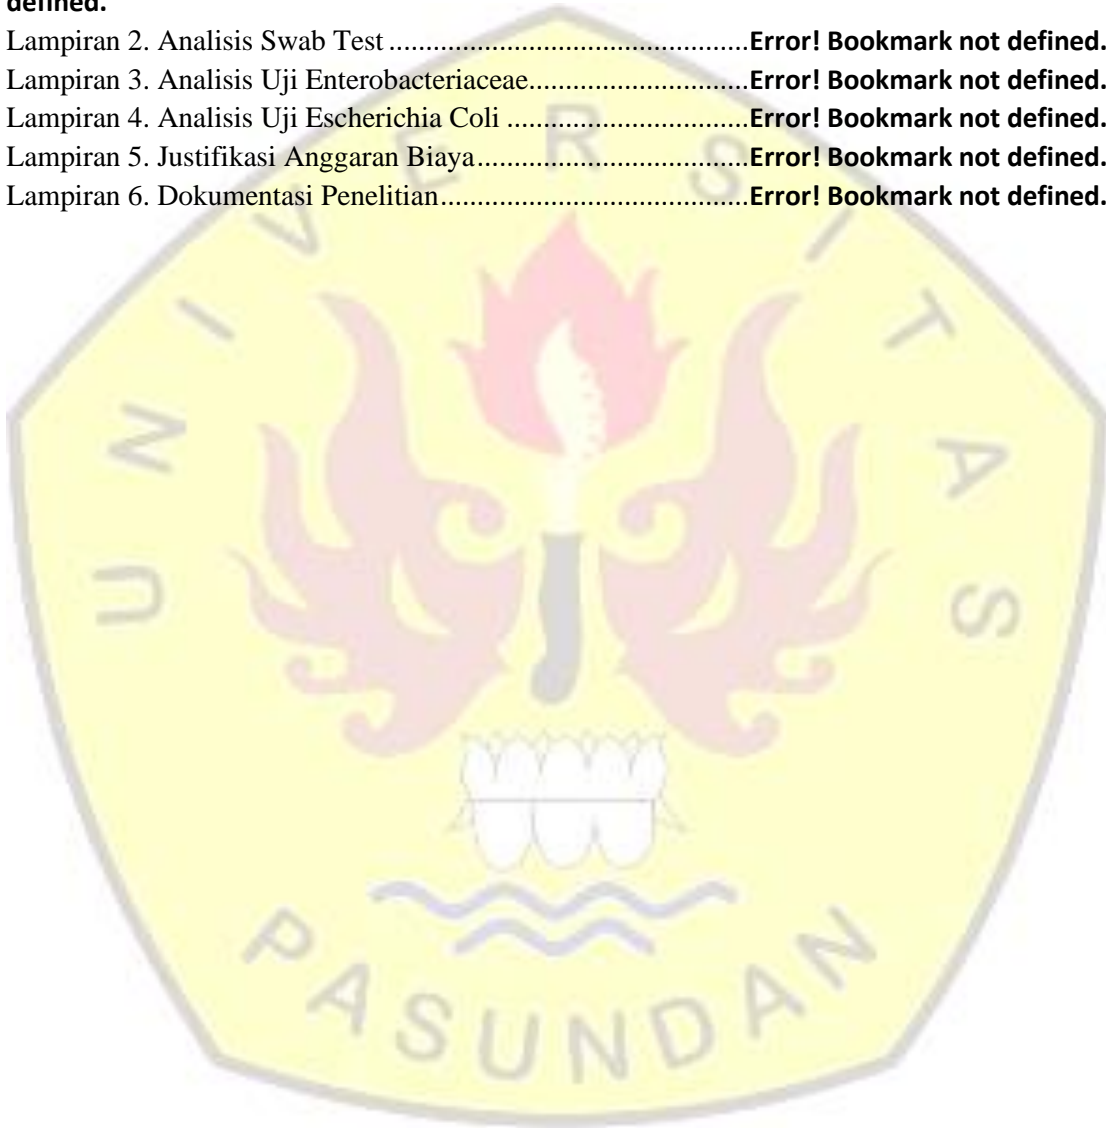 defined.
Lampiran 2. Analisis Swab Test ................................................Error! Bookmark not defined.
Lampiran 3. Analisis Uji Enterobacteriaceae..............................Error! Bookmark not defined.
Lampiran 4. Analisis Uji Escherichia Coli ................................Error! Bookmark not defined.
Lampiran 5. Justifikasi Anggaran Biaya.....................................Error! Bookmark not defined.
Lampiran 6. Dokumentasi Penelitian..........................................Error! Bookmark not defined.
UNIVERSITAS
PASUNDAN